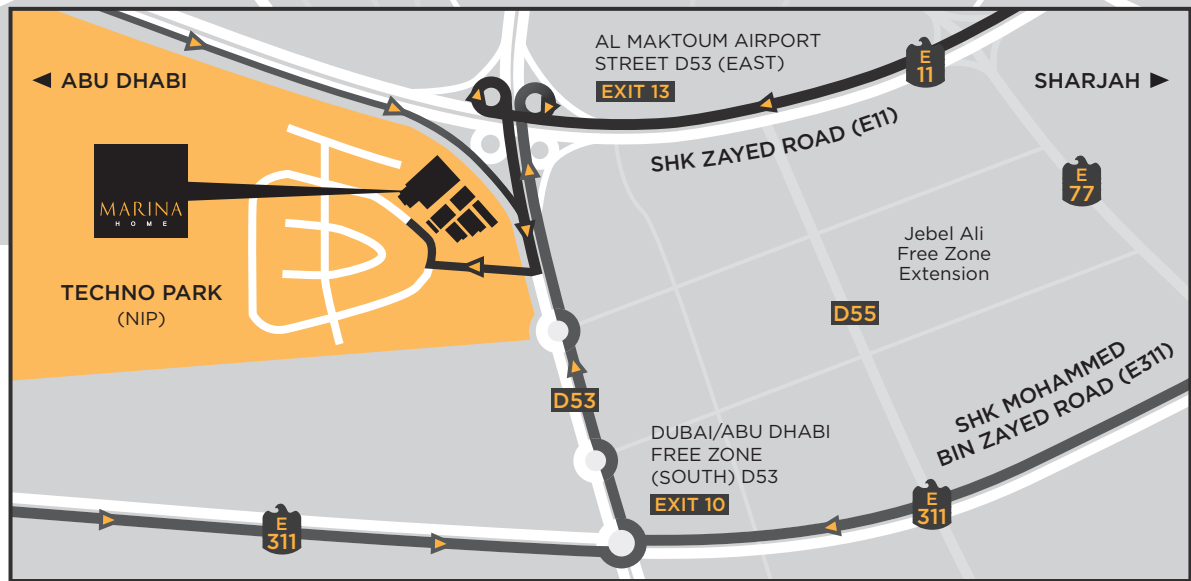 AL MAKTOUM AIRPORT
STREET D53 (EAST)
EXIT 13
E
11
ABU DHABI
SHARJAH
SHK ZAYED ROAD (E11)
E
77
MARINA
HOME
Jebel Ali
Free Zone
Extension
TECHNO PARK
(NIP)
D55
SHK MOHAMMED
BIN ZAYED ROAD (E311)
D53
DUBAI/ABU DHABI
FREE ZONE
(SOUTH) D53
EXIT 10
E
311
E
311